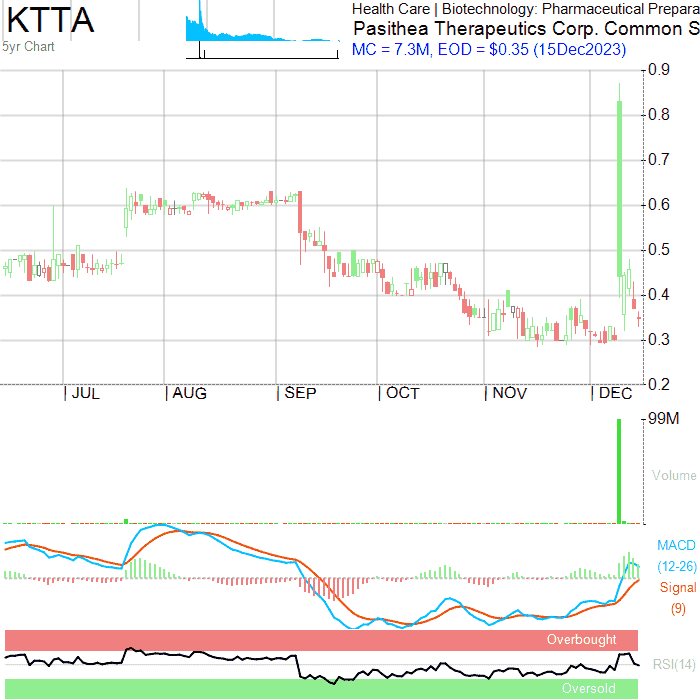 KTTA
5yr Chart
Health Care | Biotechnology: Pharmaceutical Prepara
Pasithea Therapeutics Corp. Common S
MC = 7.3M, EOD = $0.35 (15Dec2023)
0.9
0.8
0.7
0.6
0.5
0.4
0.3
0.2
| JUL | AUG | SEP | OCT | NOV | DEC
99M
Volume
MACD
(12-26)
Signal
(9)
Overbought
RSI(14)
Oversold